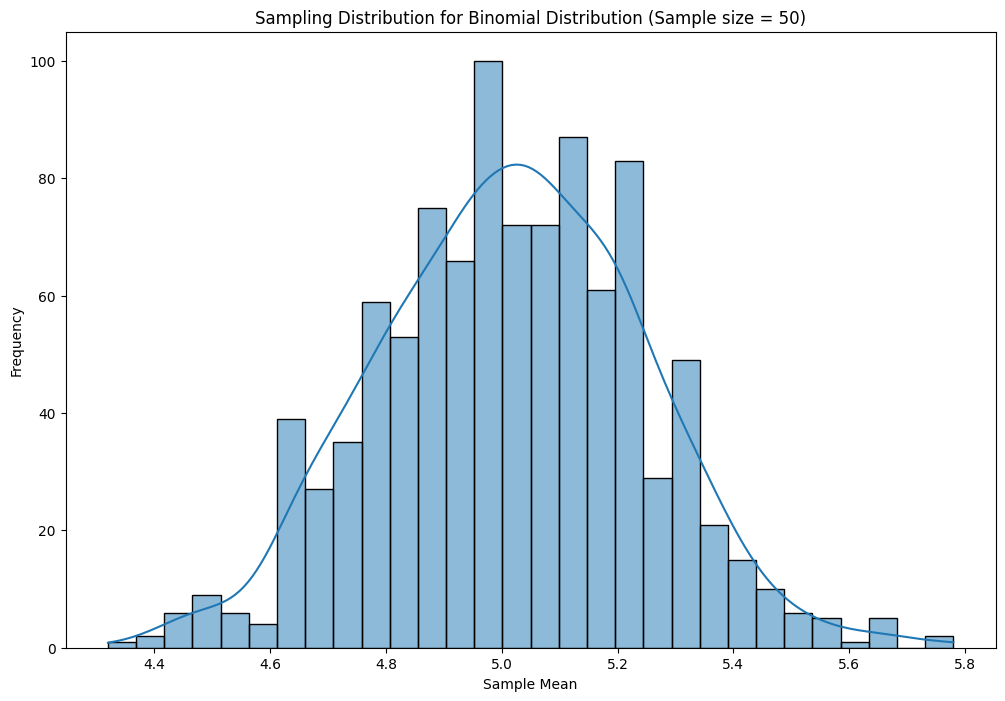 Sampling Distribution for Binomial Distribution (Sample size = 50)
100
80
60
40
20
0
Frequency
4.4 4.6 4.8 5.0 5.2 5.4 5.6 5.8
Sample Mean